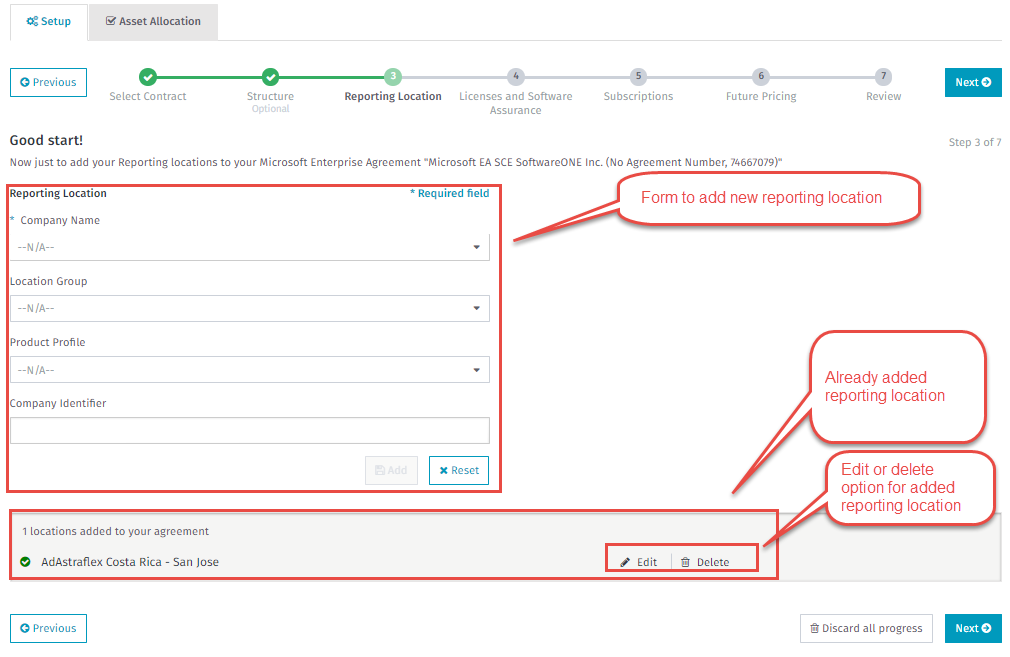 Setup
Asset Allocation
Previous
3
4
5
6
7
Next
Select Contract
Structure
Optional
Reporting Location
Licenses and Software
Assurance
Subscriptions
Future Pricing
Review
Good start!
Step 3 of 7
Now just to add your Reporting locations to your Microsoft Enterprise Agreement "Microsoft EA SCE SoftwareONE Inc. (No Agreement Number, 74667079)"
Reporting Location
* Required field
Form to add new reporting location
* Company Name
--N/A--
Location Group
--N/A--
Product Profile
--N/A--
Already added
reporting location
Company Identifier
Add
Reset
Edit or delete
option for added
reporting location
1 locations added to your agreement
AdAstraflex Costa Rica - San Jose
Edit
Delete
Previous
Discard all progress
Next